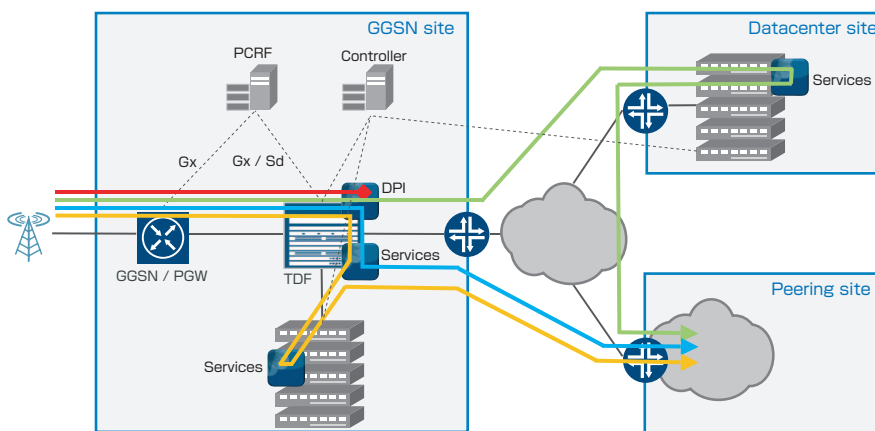 GGSN site
Datacenter site
PCRF
Controller
Services
Gx
Gx / Sd
DPI
Services
GGSN / PGW
TDF
Peering site
Services